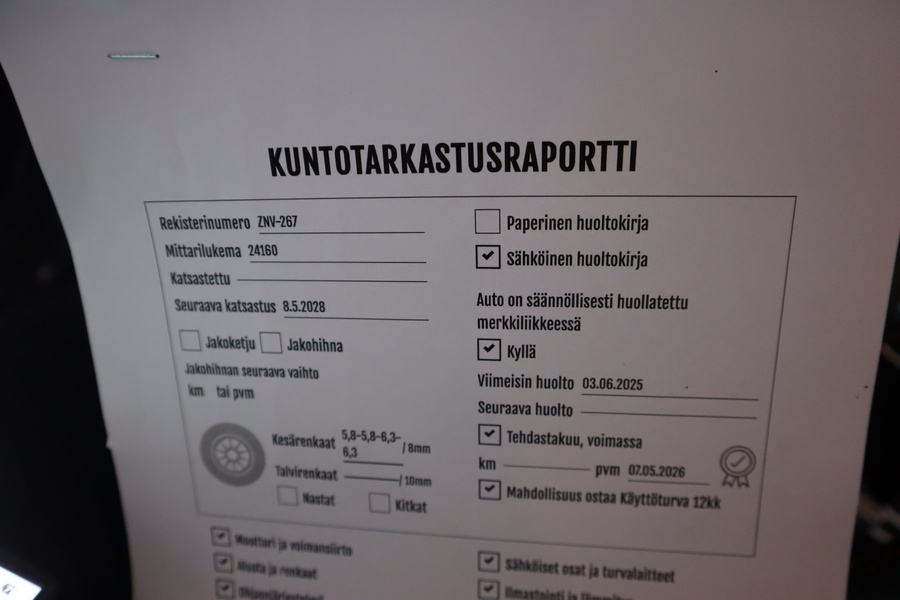 KUNTOTARKASTUSRAPORTTI
Rekisterinumero ZNV-267
Mittarilukema 24160
Katsastettu
Seuraava katsastus 8.5.2028
Jakoketju Jakohihna
Jakohihnan seuraava vaihto
km tai pvm
Kesärenkaat 5,8-5,8-6,3-
6,3 / 8mm
Talvirenkaat / 10mm
Nastat Kitkat
Paperinen huoltokirja
Sähköinen huoltokirja
Auto on säännöllisesti huollatettu
merkkiliikkeessä
Kyllä
Viimeisin huolto 03.06.2025
Seuraava huolto
Tehdastakuu, voimassa
km pvm 07.05.2026
Mahdollisuus ostaa Käyttöturva 12kk
Moottori ja voimansiirto
Alusta ja renkaat
Sähköiset osat ja turvalaitteet